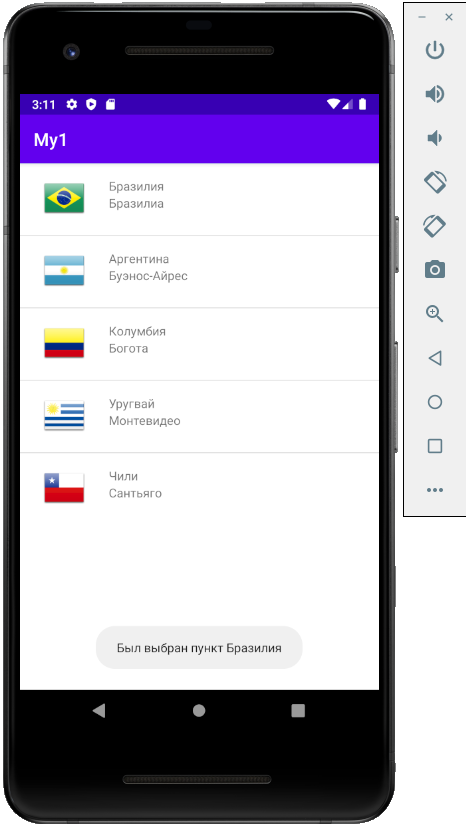 3:11
My1
Бразилия
Бразилиа
Аргентина
Буэнос-Айрес
Колумбия
Богота
Уругвай
Монтевидео
Чили
Сантьяго
Был выбран пункт Бразилия